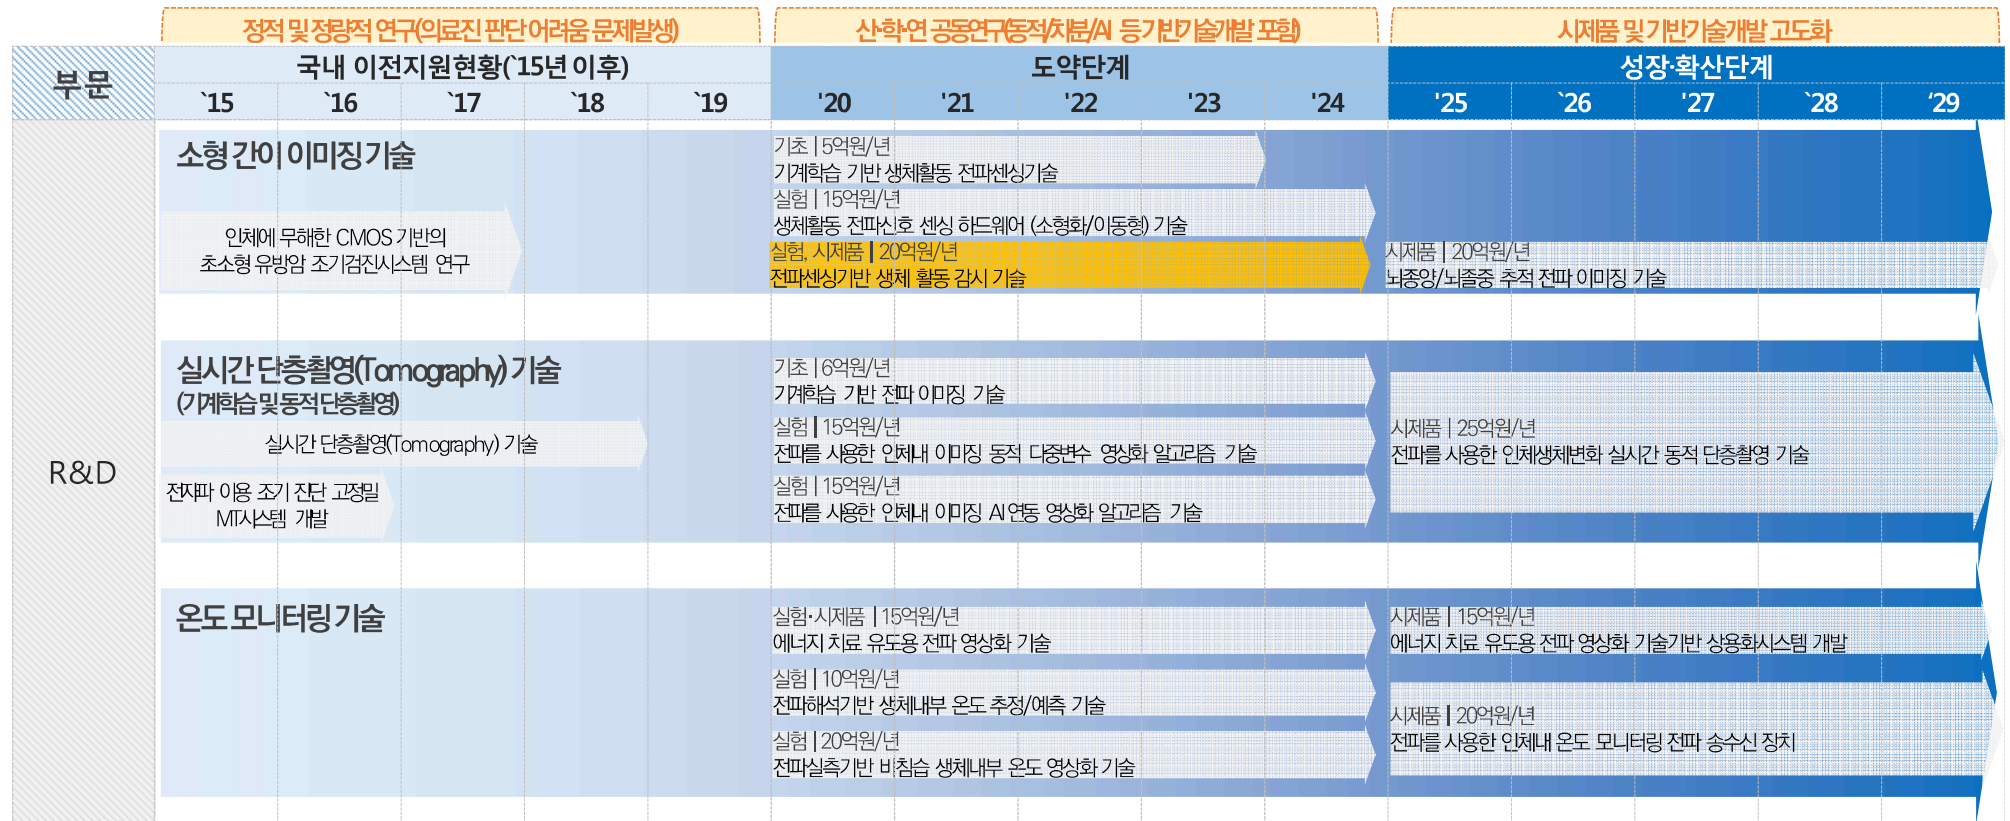 정적 및 정량적 연구(의료진 판단 어려움 문제발생)
산·학·연 공동연구(동적/차분/AI 등 기반기술개발 포함)
시제품 및 기반기술개발 고도화
부문
국내 이전지원현황(`15년 이후)
도약단계
성장·확산단계
`15 `16 `17 `18 `19 '20 '21 '22 '23 '24 '25 `26 '27 `28 ‘29
R&D
소형 간이 이미징 기술
인체에 무해한 CMOS 기반의
초소형 유방암 조기검진시스템 연구
기초 | 5억원/년
기계학습 기반 생체활동 전파센싱기술
실험 | 15억원/년
생체활동 전파신호 센싱 하드웨어 (소형화/이동형) 기술
실험, 시제품 | 20억원/년
전파센싱기반 생체 활동 감시 기술
시제품 | 20억원/년
뇌종양/뇌졸중 추적 전파 이미징 기술
실시간 단층촬영(Tomography) 기술
(기계학습 및 동적 단층촬영)
실시간 단층촬영(Tomography) 기술
전자파 이용 조기 진단 고정밀
MT시스템 개발
기초 | 6억원/년
기계학습 기반 전파 이미징 기술
실험 | 15억원/년
전파를 사용한 인체내 이미징 동적 다중변수 영상화 알고리즘 기술
실험 | 15억원/년
전파를 사용한 인체내 이미징 AI연동 영상화 알고리즘 기술
시제품 | 25억원/년
전파를 사용한 인체생체변화 실시간 동적 단층촬영 기술
온도 모니터링 기술
실험·시제품 | 15억원/년
에너지 치료 유도용 전파 영상화 기술
실험 | 10억원/년
전파해석기반 생체내부 온도 추정/예측 기술
실험 | 20억원/년
전파실측기반 비침습 생체내부 온도 영상화 기술
시제품 | 15억원/년
에너지 치료 유도용 전파 영상화 기술기반 상용화시스템 개발
시제품 | 20억원/년
전파를 사용한 인체내 온도 모니터링 전파 송수신 장치